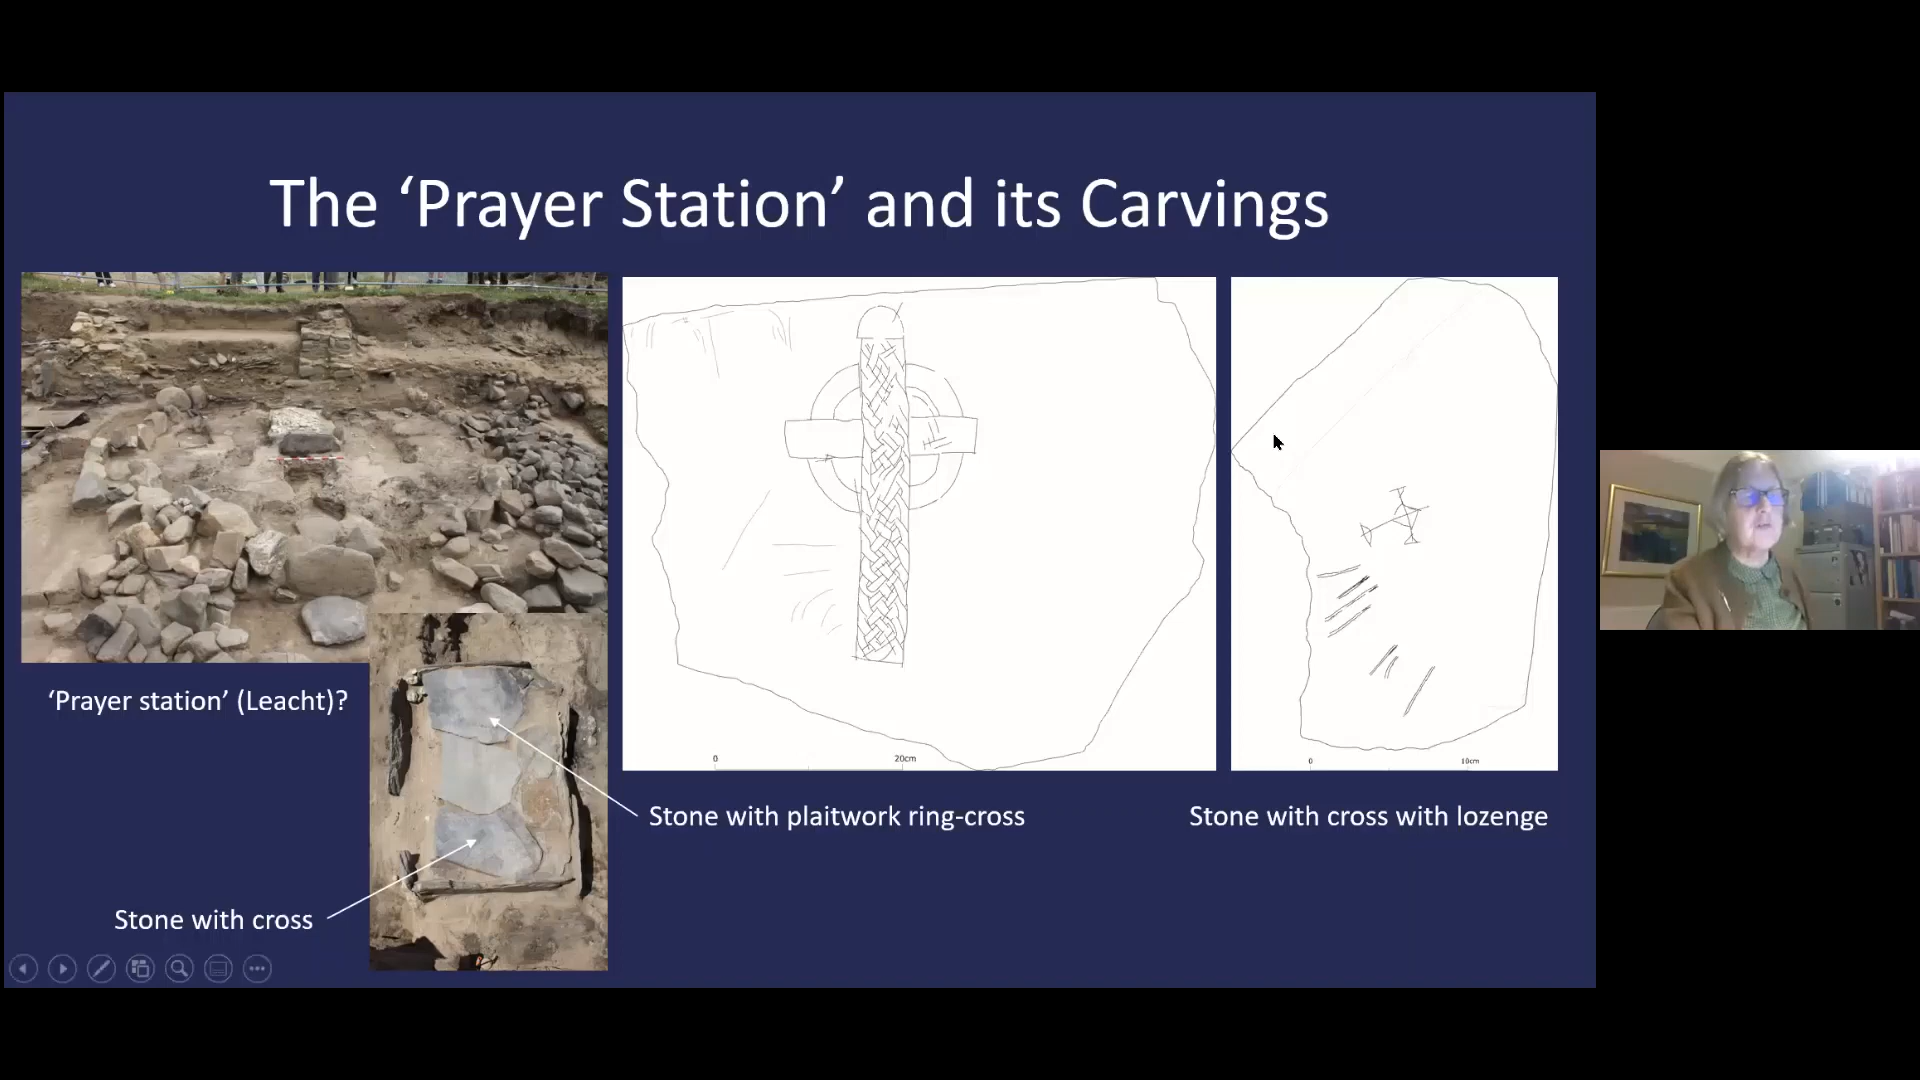 The ‘Prayer Station’ and its Carvings
‘Prayer station’ (Leacht)?
Stone with cross
0
20cm
Stone with plaitwork ring-cross
0
10cm
Stone with cross with lozenge